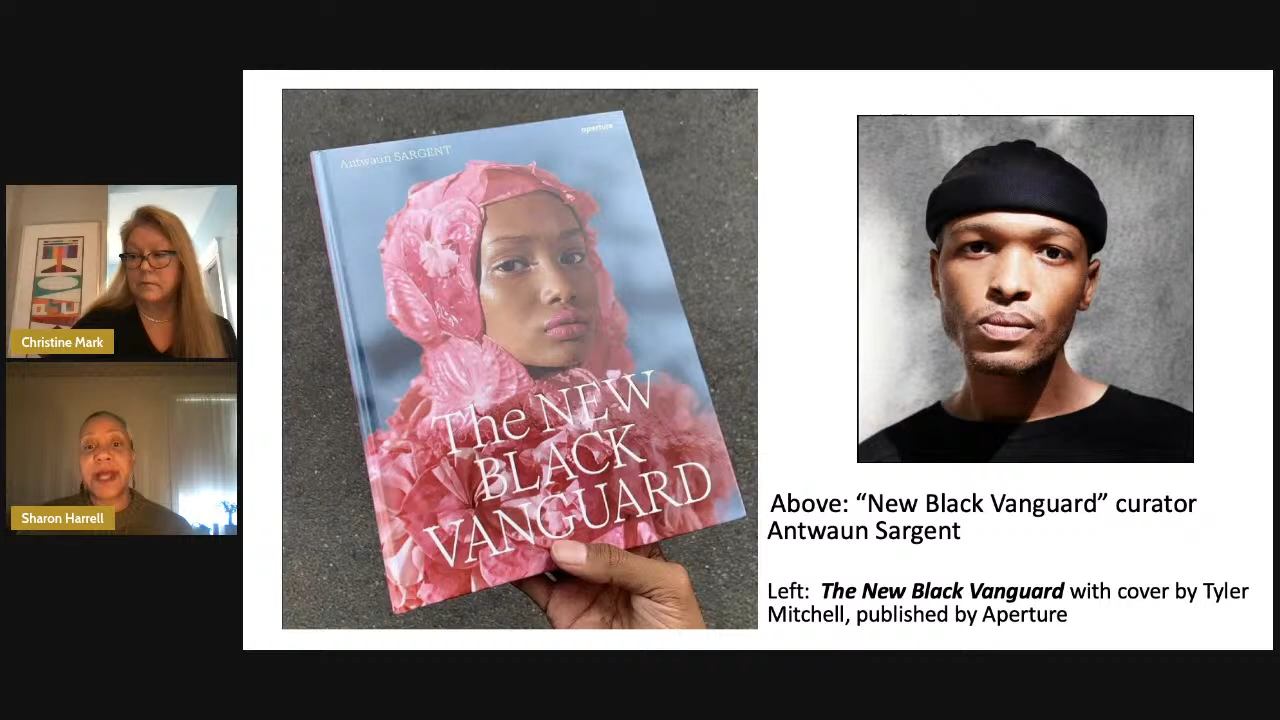 Christine Mark
Sharon Harrell
aperture
Antwaun SARGENT
The NEW
BLACK
VANGUARD
Above: “New Black Vanguard” curator
Antwaun Sargent
Left: The New Black Vanguard with cover by Tyler
Mitchell, published by Aperture